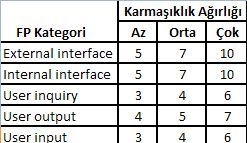 Karmaşıklık Ağırlığı
FP Kategori Az Orta Çok
External interface 5 7 10
Internal interface 5 7 10
User inquiry 3 4 6
User output 4 5 7
User input 3 4 6